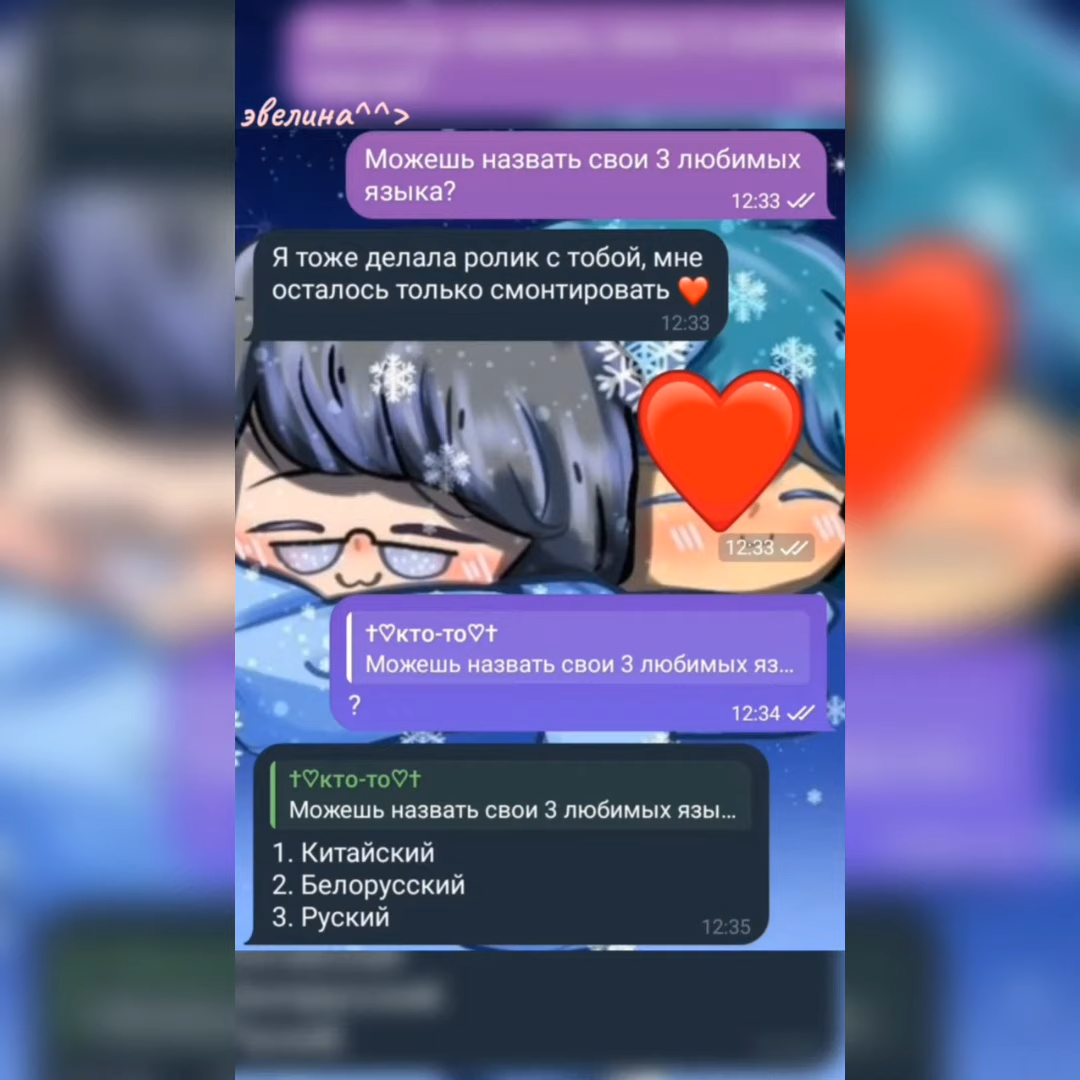 эвелина^^>
Можешь назвать свои 3 любимых
языка?
12:33
Я тоже делала ролик с тобой, мне
осталось только смонтировать ❤️
12:33
12:33
†♡кто-то♡†
Можешь назвать свои 3 любимых яз...
?
12:34
†♡кто-то♡†
Можешь назвать свои 3 любимых язы...
1. Китайский
2. Белорусский
3. Руский
12:35